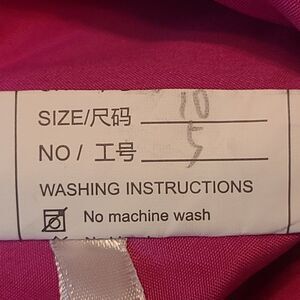 SIZE/尺码 10
NO / 工号 5
WASHING INSTRUCTIONS
No machine wash